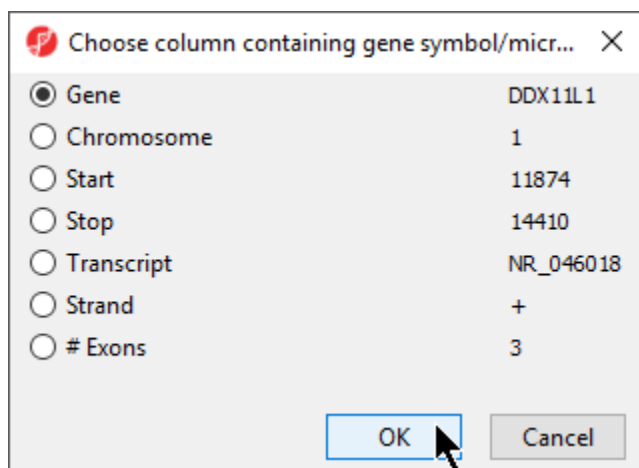 Choose column containing gene symbol/micr...
Gene DDX11L1
Chromosome 1
Start 11874
Stop 14410
Transcript NR_046018
Strand +
# Exons 3
OK Cancel